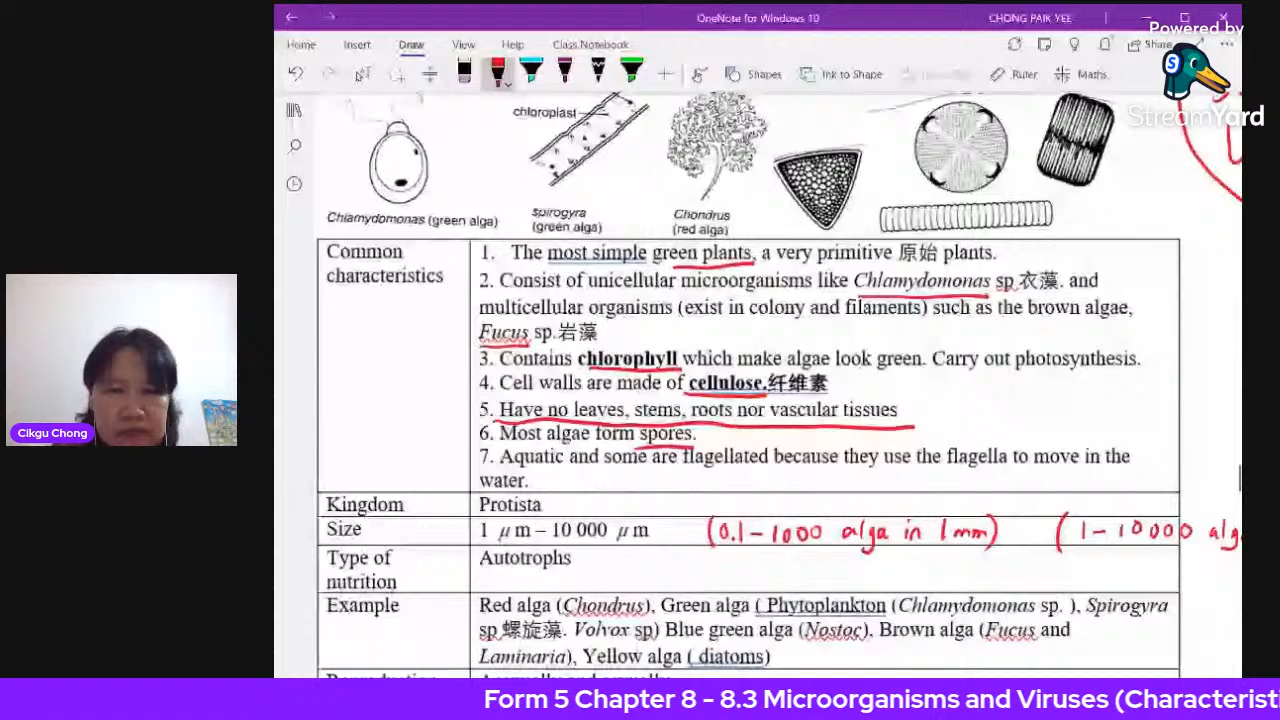 OneNote for Windows 10
CHONG PAIK YEE
Powered by
StreamYard
Home Insert Draw View Help Class Notebook Share
Shapes Ink to Shape Ruler Maths
chloroplast
Chlamydomonas (green alga)
Spirogyra
(green alga)
Chondrus
(red alga)
Common
characteristics
1. The most simple green plants, a very primitive 原始 plants.
2. Consist of unicellular microorganisms like Chlamydomonas sp 衣藻. and
multicellular organisms (exist in colony and filaments) such as the brown algae,
Fucus sp.岩藻
3. Contains chlorophyll which make algae look green. Carry out photosynthesis.
4. Cell walls are made of cellulose.纤维素
5. Have no leaves, stems, roots nor vascular tissues
6. Most algae form spores.
7. Aquatic and some are flagellated because they use the flagella to move in the
water.
Kingdom Protista
Size 1 μm – 10 000 μm (0.1 – 1000 alga in 1mm) ( 1 – 10000 alg
Type of
nutrition
Autotrophs
Example
Red alga (Chondrus), Green alga ( Phytoplankton (Chlamydomonas sp. ), Spirogyra
sp 螺旋藻. Volvox sp) Blue green alga (Nostoc), Brown alga (Fucus and
Laminaria), Yellow alga ( diatoms)
Cikgu Chong
Form 5 Chapter 8 - 8.3 Microorganisms and Viruses (Characterist